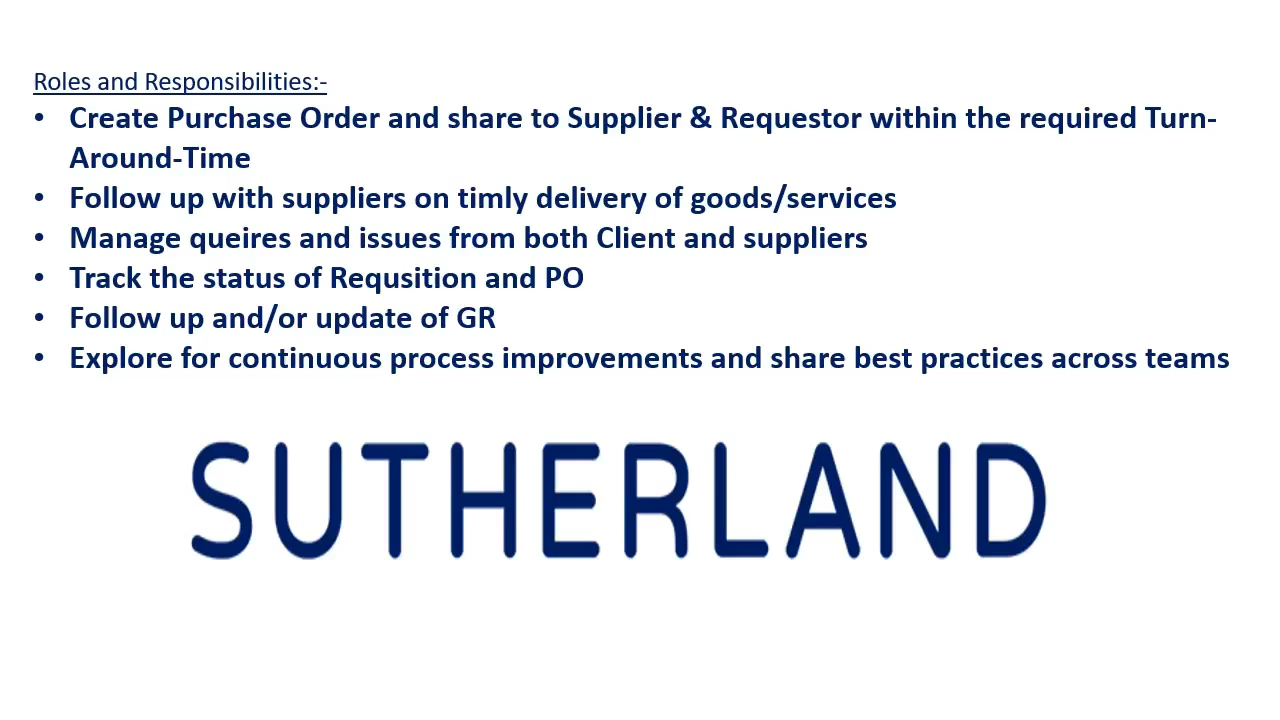 Roles and Responsibilities:-
• Create Purchase Order and share to Supplier & Requestor within the required Turn-
Around-Time
• Follow up with suppliers on timly delivery of goods/services
• Manage queires and issues from both Client and suppliers
• Track the status of Requsition and PO
• Follow up and/or update of GR
• Explore for continuous process improvements and share best practices across teams
SUTHERLAND